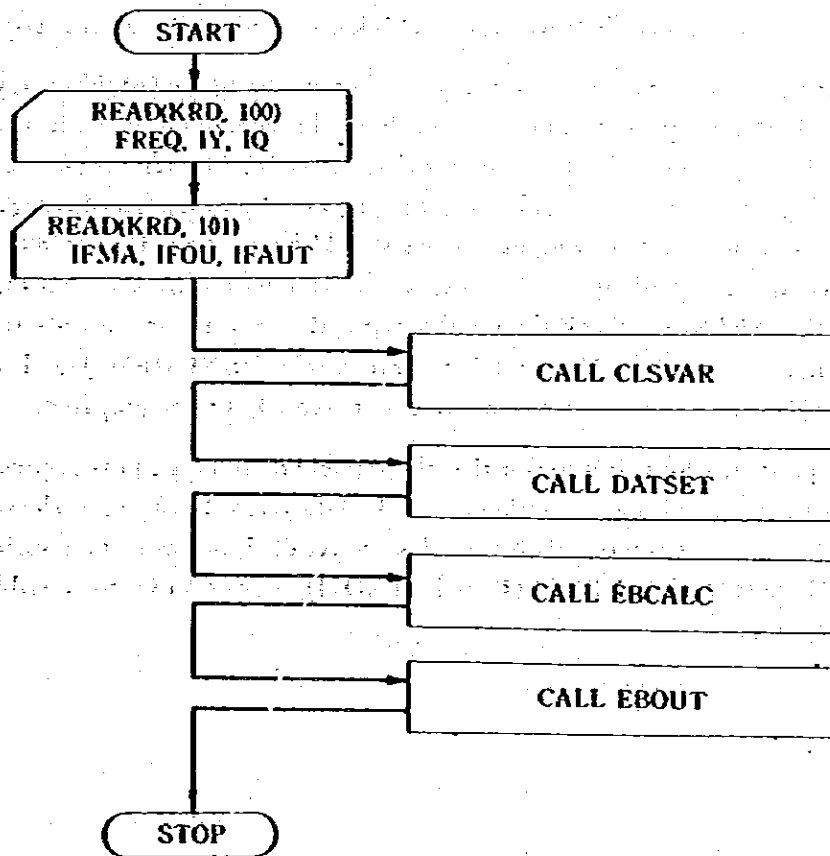 START
READ(KRD, 100)
FREQ, IY, IQ
READ(KRD, 101)
IFMA, IFOU, IFAUT
CALL CLSVAR
CALL DATSET
CALL EBCALC
CALL EBOUT
STOP